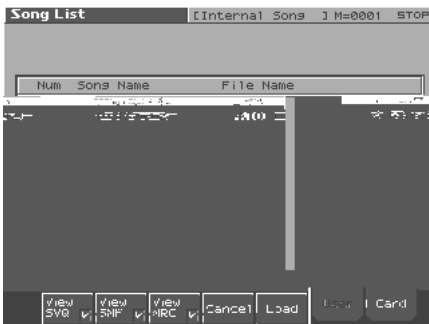 Song List [Internal Song ] M=0001 STOP
Num Song Name File Name
View SVQ View SMF View MRC Cancel Load User Card